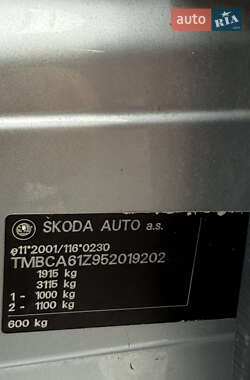 AUTO
RIA
ŠKODA AUTO a.s.
e11*2001/116*0230
TMBCA61Z952019202
1915 kg
3115 kg
1 - 1000 kg
2 - 1100 kg
600 kg